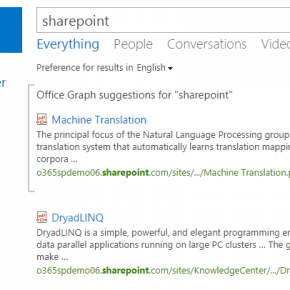 sharepoint
Everything People Conversations
er
Preference for results in English
Office Graph suggestions for "sharepoint"
Machine Translation
The principal focus of the Natural Language Processing group
translation system that automatically learns translation
corpora ...
o365spdemo06.sharepoint.com/sites/.../Machine Translation.p
DryadLINQ
DryadLINQ is a simple, powerful, and elegant programming en
data parallel applications running on large PC clusters ... The g
make ...
o365spdemo06.sharepoint.com/sites/KnowledgeCenter/.../Dr